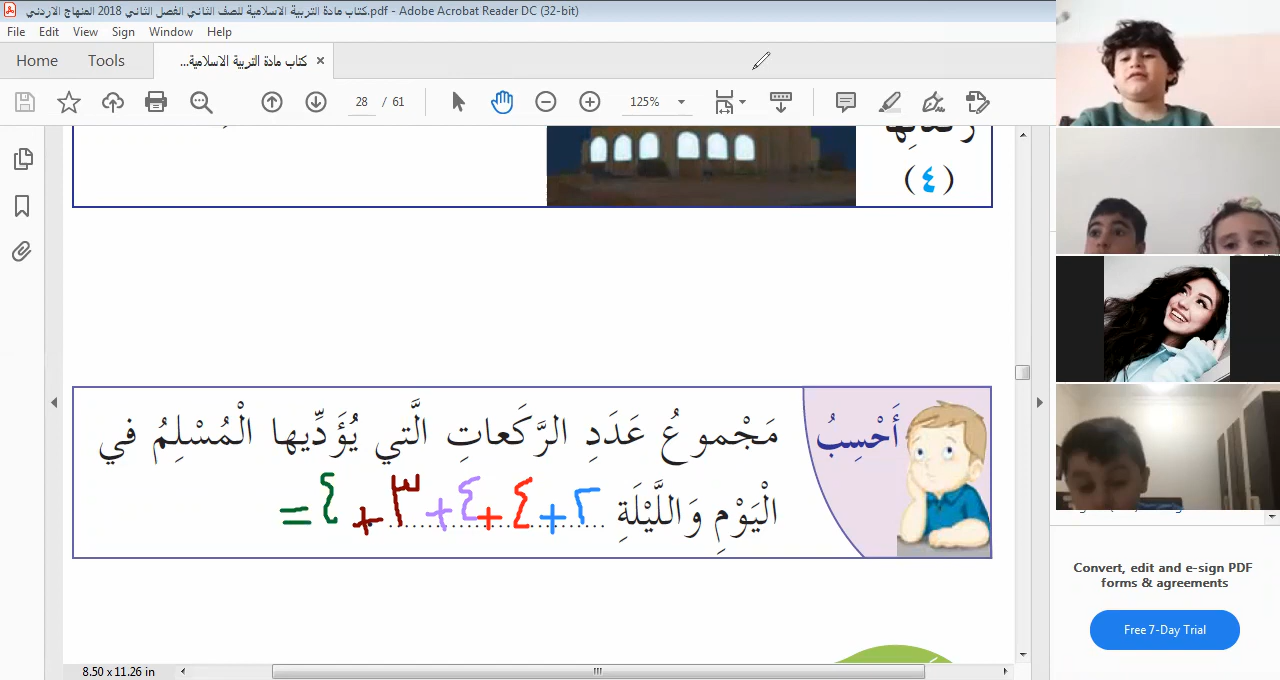 كتاب مادة التربية الاسلامية للصف الثاني الفصل الثاني 2018 المنهاج الاردني.pdf - Adobe Acrobat Reader DC (32-bit)
File Edit View Sign Window Help
Home Tools كتاب مادة التربية الاسلامية... ×
28 / 61 125%
(٤)
أَحْسِبُ
مَجْموعُ عَدَدِ الرَّكَعاتِ الَّتي يُؤَدِّيها الْمُسْلِمُ في
الْيَوْمِ وَاللَّيْلَةِ ٢+٤+٤+٣+٤=
Convert, edit and e-sign PDF
forms & agreements
Free 7-Day Trial
8.50 x 11.26 in